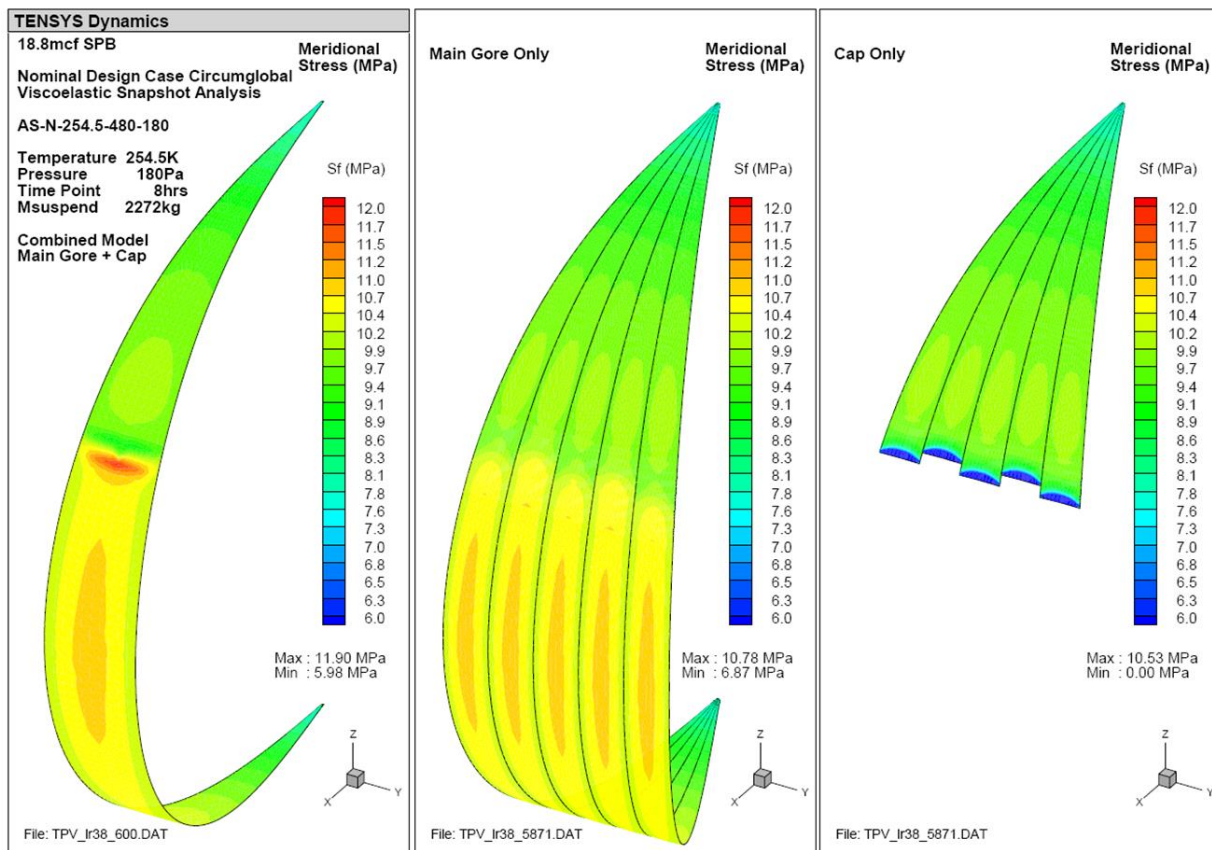 TENSYS Dynamics
18.8mcf SPB
Nominal Design Case Circumglobal
Viscoelastic Snapshot Analysis
AS-N-254.5-480-180
Temperature 254.5K
Pressure 180Pa
Time Point 8hrs
Msuspend 2272kg
Combined Model
Main Gore + Cap
Meridional
Stress (MPa)
Sf (MPa)
12.0
11.7
11.5
11.2
11.0
10.7
10.4
10.2
9.9
9.7
9.4
9.1
8.9
8.6
8.3
8.1
7.8
7.6
7.3
7.0
6.8
6.5
6.3
6.0
Max : 11.90 MPa
Min : 5.98 MPa
Z
X
Y
File: TPV_lr38_600.DAT
Main Gore Only
Meridional
Stress (MPa)
Sf (MPa)
12.0
11.7
11.5
11.2
11.0
10.7
10.4
10.2
9.9
9.7
9.4
9.1
8.9
8.6
8.3
8.1
7.8
7.6
7.3
7.0
6.8
6.5
6.3
6.0
Max : 10.78 MPa
Min : 6.87 MPa
Z
X
Y
File: TPV_lr38_5871.DAT
Cap Only
Meridional
Stress (MPa)
Sf (MPa)
12.0
11.7
11.5
11.2
11.0
10.7
10.4
10.2
9.9
9.7
9.4
9.1
8.9
8.6
8.3
8.1
7.8
7.6
7.3
7.0
6.8
6.5
6.3
6.0
Max : 10.53 MPa
Min : 0.00 MPa
Z
X
Y
File: TPV_lr38_5871.DAT